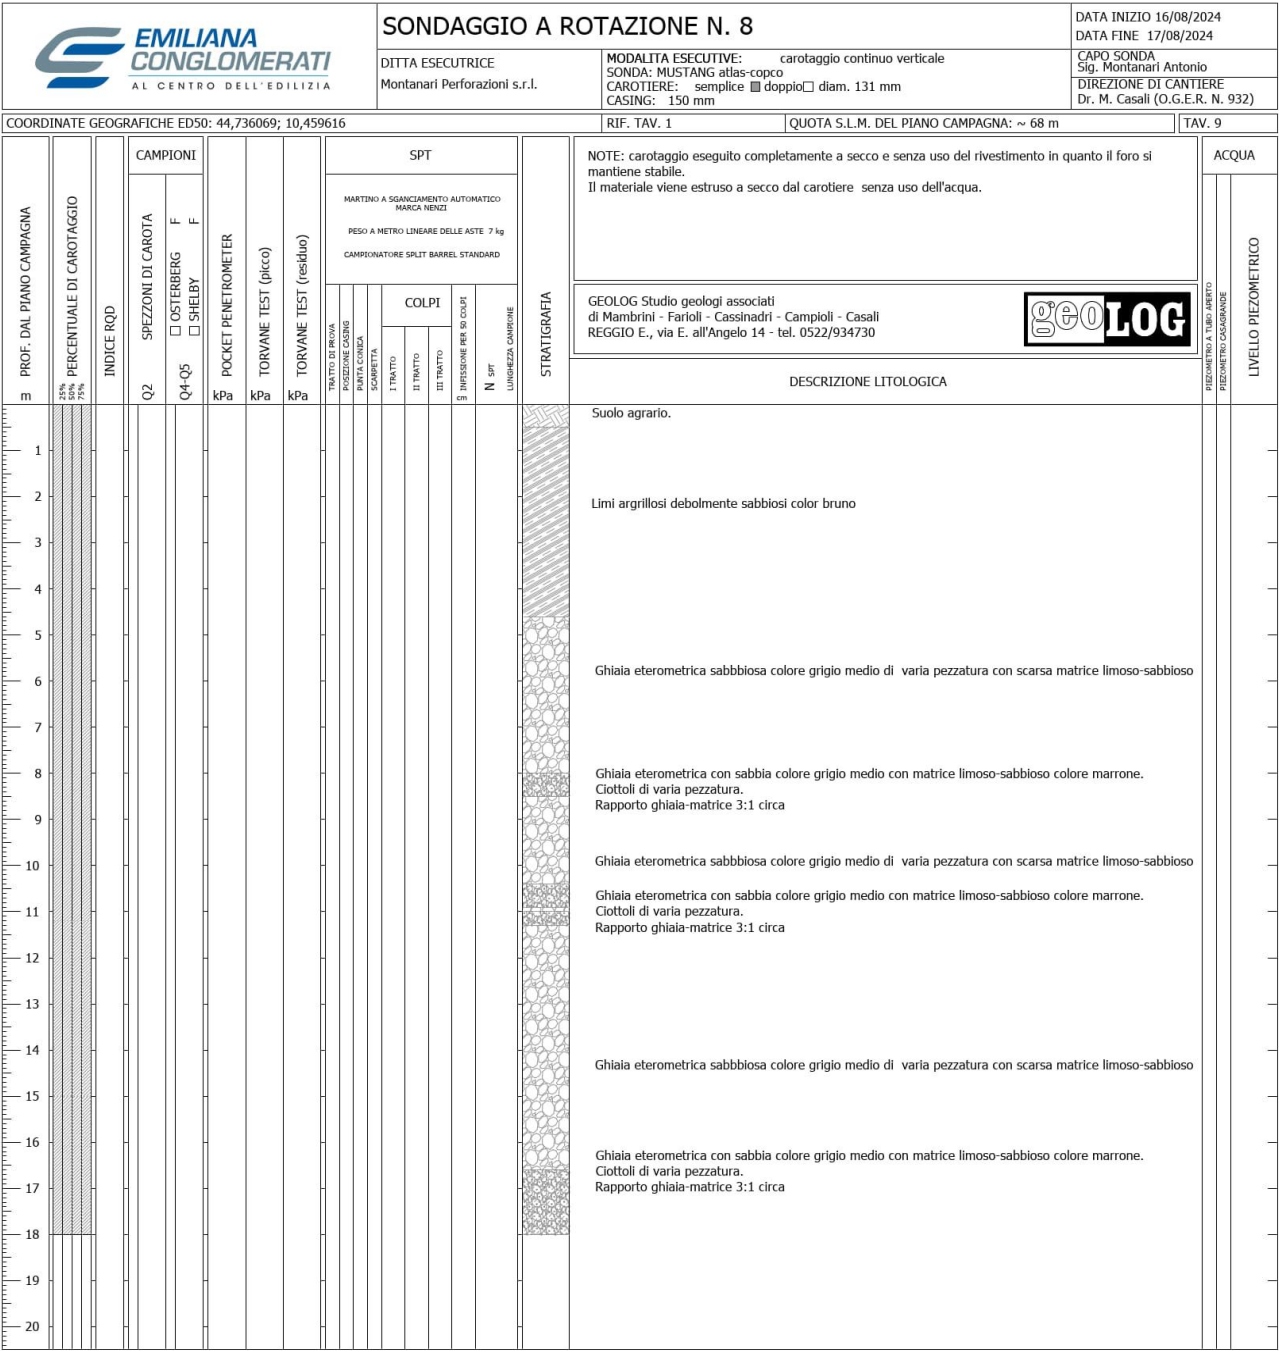 EMILIANA
CONGLOMERATI
AL CENTRO DELL'EDILIZIA
SONDAGGIO A ROTAZIONE N. 8
DATA INIZIO 16/08/2024
DATA FINE 17/08/2024
DITTA ESECUTRICE
Montanari Perforazioni s.r.l.
MODALITA ESECUTIVE: carotaggio continuo verticale
SONDA: MUSTANG atlas-copco
CAROTIERE: semplice doppio diam. 131 mm
CASING: 150 mm
CAPO SONDA
Sig. Montanari Antonio
DIREZIONE DI CANTIERE
Dr. M. Casali (O.G.E.R. N. 932)
COORDINATE GEOGRAFICHE ED50: 44,736069; 10,459616
RIF. TAV. 1
QUOTA S.L.M. DEL PIANO CAMPAGNA: ~ 68 m
TAV. 9
PROF. DAL PIANO CAMPAGNA
m
PERCENTUALE DI CAROTAGGIO
25%
50%
75%
INDICE RQD
CAMPIONI
SPEZZONI DI CAROTA
Q2
OSTERBERG F
SHELBY F
Q4-Q5
POCKET PENETROMETER
kPa
TORVANE TEST (picco)
kPa
TORVANE TEST (residuo)
kPa
SPT
MARTINO A SGANCIAMENTO AUTOMATICO
MARCA NENZI
PESO A METRO LINEARE DELLE ASTE 7 kg
CAMPIONATORE SPLIT BARREL STANDARD
TRATTO DI PROVA
POSIZIONE CASING
PUNTA CONICA
SCARPETTA
COLPI
I TRATTO
II TRATTO
III TRATTO
cm INFISSIONE PER 50 COLPI
N SPT
LUNGHEZZA CAMPIONE
STRATIGRAFIA
NOTE: carotaggio eseguito completamente a secco e senza uso del rivestimento in quanto il foro si
mantiene stabile.
Il materiale viene estruso a secco dal carotiere senza uso dell'acqua.
GEOLOG Studio geologi associati
di Mambrini - Farioli - Cassinadri - Campioli - Casali
REGGIO E., via E. all'Angelo 14 - tel. 0522/934730
geoLOG
DESCRIZIONE LITOLOGICA
ACQUA
PIEZOMETRO A TUBO APERTO
PIEZOMETRO CASAGRANDE
LIVELLO PIEZOMETRICO
Suolo agrario.
1
2
Limi argrillosi debolmente sabbiosi color bruno
3
4
5
Ghiaia eterometrica sabbbiosa colore grigio medio di varia pezzatura con scarsa matrice limoso-sabbioso
6
7
8
Ghiaia eterometrica con sabbia colore grigio medio con matrice limoso-sabbioso colore marrone.
Ciottoli di varia pezzatura.
Rapporto ghiaia-matrice 3:1 circa
9
10
Ghiaia eterometrica sabbbiosa colore grigio medio di varia pezzatura con scarsa matrice limoso-sabbioso
Ghiaia eterometrica con sabbia colore grigio medio con matrice limoso-sabbioso colore marrone.
11
Ciottoli di varia pezzatura.
Rapporto ghiaia-matrice 3:1 circa
12
13
14
Ghiaia eterometrica sabbbiosa colore grigio medio di varia pezzatura con scarsa matrice limoso-sabbioso
15
16
Ghiaia eterometrica con sabbia colore grigio medio con matrice limoso-sabbioso colore marrone.
Ciottoli di varia pezzatura.
17
Rapporto ghiaia-matrice 3:1 circa
18
19
20